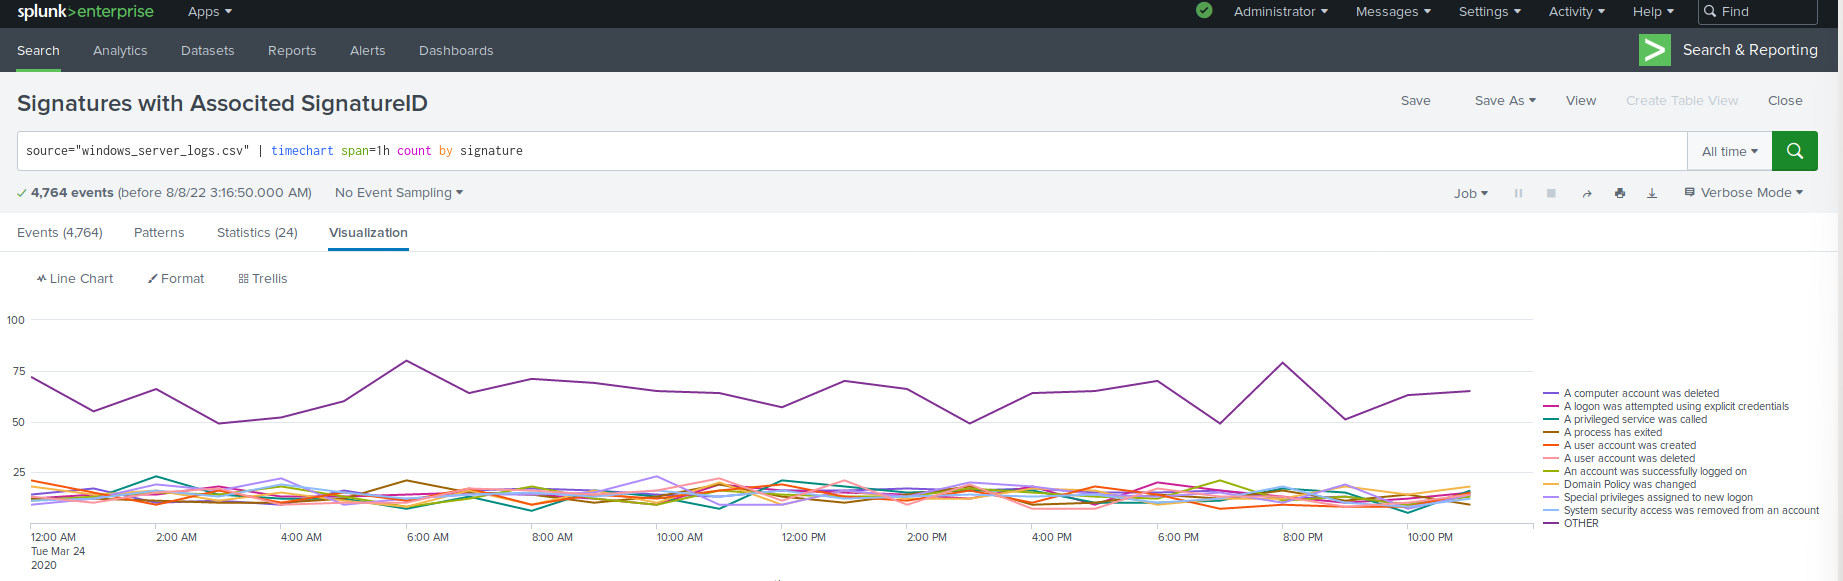 splunk>enterprise Apps Administrator Messages Settings Activity Help Find
Search Analytics Datasets Reports Alerts Dashboards Search & Reporting
Signatures with Associted SignatureID Save Save As View Create Table View Close
source="windows_server_logs.csv" | timechart span=1h count by signature All time
4,764 events (before 8/8/22 3:16:50.000 AM) No Event Sampling Job Verbose Mode
Events (4,764) Patterns Statistics (24) Visualization
Line Chart Format Trellis
100
75
50
25
A computer account was deleted
A logon was attempted using explicit credentials
A privileged service was called
A process has exited
A user account was created
A user account was deleted
An account was successfully logged on
Domain Policy was changed
Special privileges assigned to new logon
System security access was removed from an account
OTHER
12:00 AM 2:00 AM 4:00 AM 6:00 AM 8:00 AM 10:00 AM 12:00 PM 2:00 PM 4:00 PM 6:00 PM 8:00 PM 10:00 PM
Tue Mar 24
2020